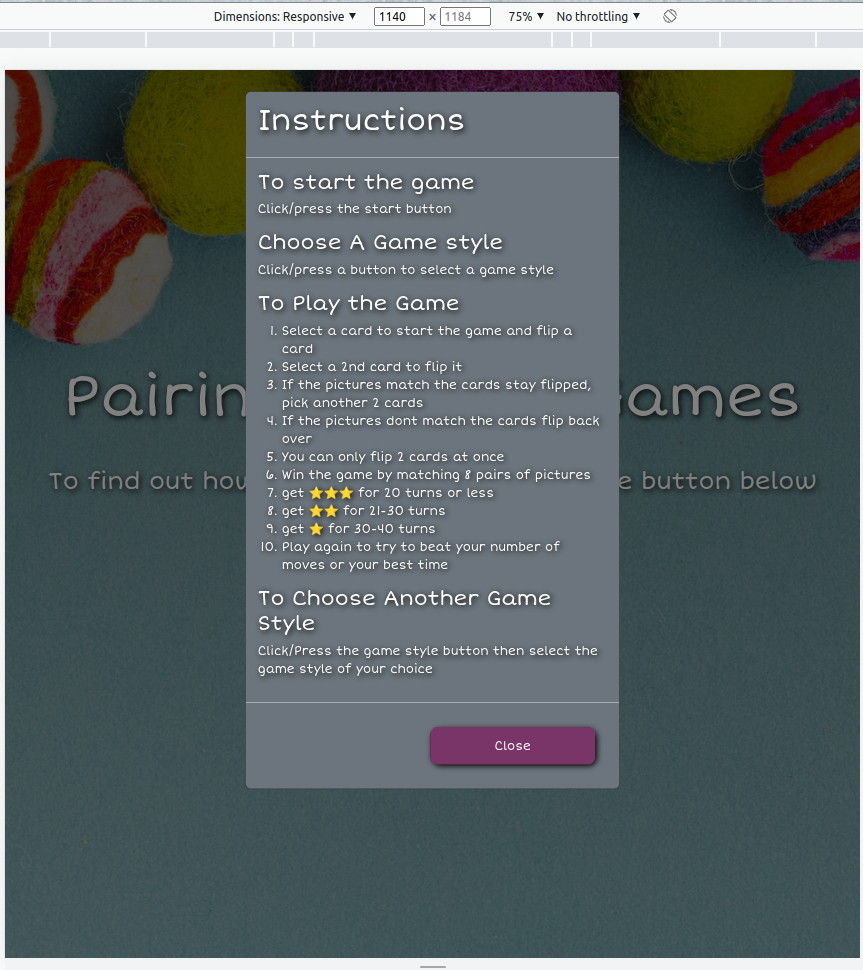 Dimensions: Responsive ▼ 1140 × 1184 75% ▼ No throttling ▼
Instructions
To start the game
Click/press the start button
Choose A Game style
Click/press a button to select a game style
To Play the Game
1. Select a card to start the game and flip a
card
2. Select a 2nd card to flip it
3. If the pictures match the cards stay flipped,
pick another 2 cards
4. If the pictures dont match the cards flip back
over
5. You can only flip 2 cards at once
6. Win the game by matching 8 pairs of pictures
7. get ⭐⭐⭐ for 20 turns or less
8. get ⭐⭐ for 21-30 turns
9. get ⭐ for 30-40 turns
10. Play again to try to beat your number of
moves or your best time
To Choose Another Game
Style
Click/Press the game style button then select the
game style of your choice
Close
To find out
button below